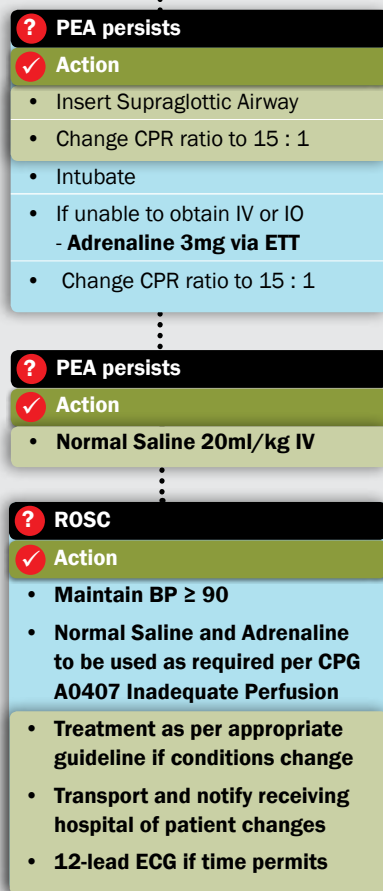 ? PEA persists
✓ Action
• Insert Supraglottic Airway
• Change CPR ratio to 15 : 1
• Intubate
• If unable to obtain IV or IO
- Adrenaline 3mg via ETT
• Change CPR ratio to 15 : 1
? PEA persists
✓ Action
• Normal Saline 20ml/kg IV
? ROSC
✓ Action
• Maintain BP ≥ 90
• Normal Saline and Adrenaline
to be used as required per CPG
A0407 Inadequate Perfusion
• Treatment as per appropriate
guideline if conditions change
• Transport and notify receiving
hospital of patient changes
• 12-lead ECG if time permits